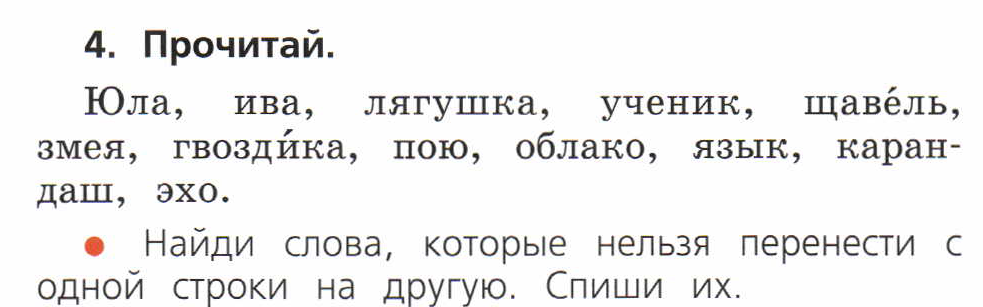 4. Прочитай.
Юла, ива, лягушка, ученик, щаве́ль,
змея, гвозди́ка, пою, облако, язык, каран-
даш, эхо.
● Найди слова, которые нельзя перенести с
одной строки на другую. Спиши их.